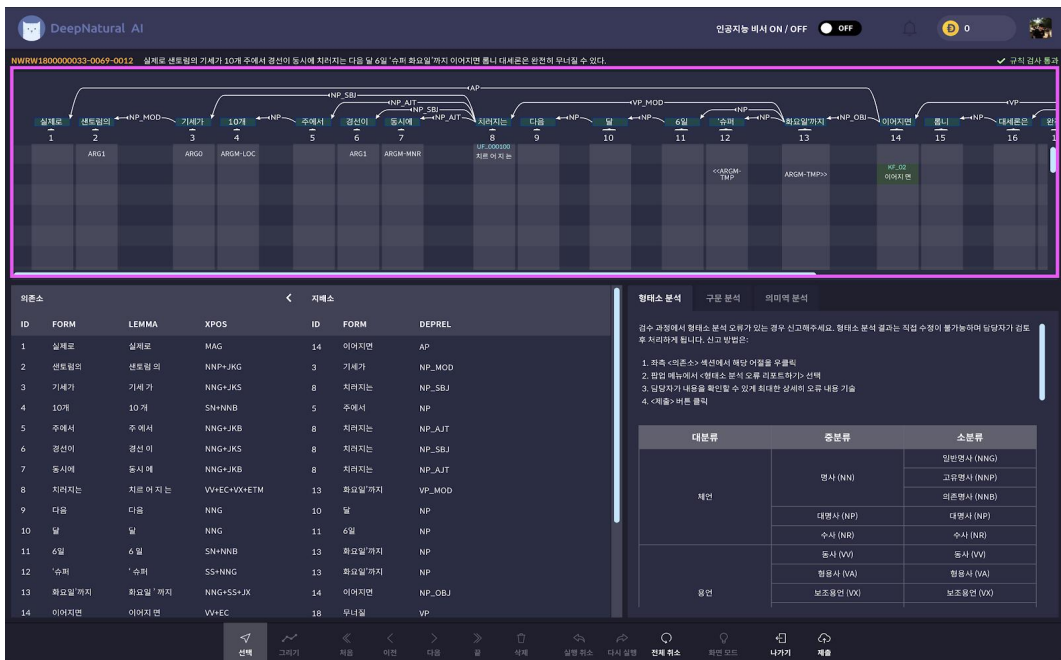 DeepNatural AI
인공지능 비서 ON / OFF OFF 0
NWRW1800000033-0069-0012 실제로 샌토럼의 기세가 10개 주에서 경선이 동시에 치러지는 다음 달 6일 '슈퍼 화요일'까지 이어지면 롬니 대세론은 완전히 무너질 수 있다.
✓ 규칙 검사 통과
AP
NP_SBJ
NP_AJT
NP_SBJ
VP_MOD
NP
VP
실제로 샌토럼의 NP_MOD 기세가 10개 NP 주에서 경선이 동시에 NP_AJT 치러지는 다음 NP 달 NP 6일 '슈퍼 NP 화요일'까지 NP_OBJ 이어지면 롬니 NP 대세론은
1 2 3 4 5 6 7 8 9 10 11 12 13 14 15 16
UF_000100
ARG1 ARG0 ARGM-LOC ARG1 ARGM-MNR 치르 어 지 는
<<ARGM-TMP ARGM-TMP>>
KF_02
이어지 면
의존소 지배소
ID FORM LEMMA XPOS ID FORM DEPREL
1 실제로 실제로 MAG 14 이어지면 AP
2 샌토럼의 샌토럼 의 NNP+JKG 3 기세가 NP_MOD
3 기세가 기세 가 NNG+JKS 8 치러지는 NP_SBJ
4 10개 10 개 SN+NNB 5 주에서 NP
5 주에서 주 에서 NNG+JKB 8 치러지는 NP_AJT
6 경선이 경선 이 NNG+JKS 8 치러지는 NP_SBJ
7 동시에 동시 에 NNG+JKB 8 치러지는 NP_AJT
8 치러지는 치르 어 지 는 VV+EC+VX+ETM 13 화요일'까지 VP_MOD
9 다음 다음 NNG 10 달 NP
10 달 달 NNG 11 6일 NP
11 6일 6 일 SN+NNB 13 화요일'까지 NP
12 '슈퍼 ' 슈퍼 SS+NNG 13 화요일'까지 NP
13 화요일'까지 화요일 ' 까지 NNG+SS+JX 14 이어지면 NP_OBJ
14 이어지면 이어지 면 VV+EC 18 무너질 VP
형태소 분석 구문 분석 의미역 분석
검수 과정에서 형태소 분석 오류가 있는 경우 신고해주세요. 형태소 분석 결과는 직접 수정이 불가능하며 담당자가 검토
후 처리하게 됩니다. 신고 방법은:
1. 좌측 <의존소> 섹션에서 해당 어절을 우클릭
2. 팝업 메뉴에서 <형태소 분석 오류 리포트하기> 선택
3. 담당자가 내용을 확인할 수 있게 최대한 상세히 오류 내용 기술
4. <제출> 버튼 클릭
대분류 중분류 소분류
체언 명사 (NN) 일반명사 (NNG)
고유명사 (NNP)
의존명사 (NNB)
대명사 (NP) 대명사 (NP)
수사 (NR) 수사 (NR)
용언 동사 (VV) 동사 (VV)
형용사 (VA) 형용사 (VA)
보조용언 (VX) 보조용언 (VX)
선택 그리기 처음 이전 다음 끝 삭제 실행 취소 다시 실행 전체 취소 화면 모드 나가기 제출